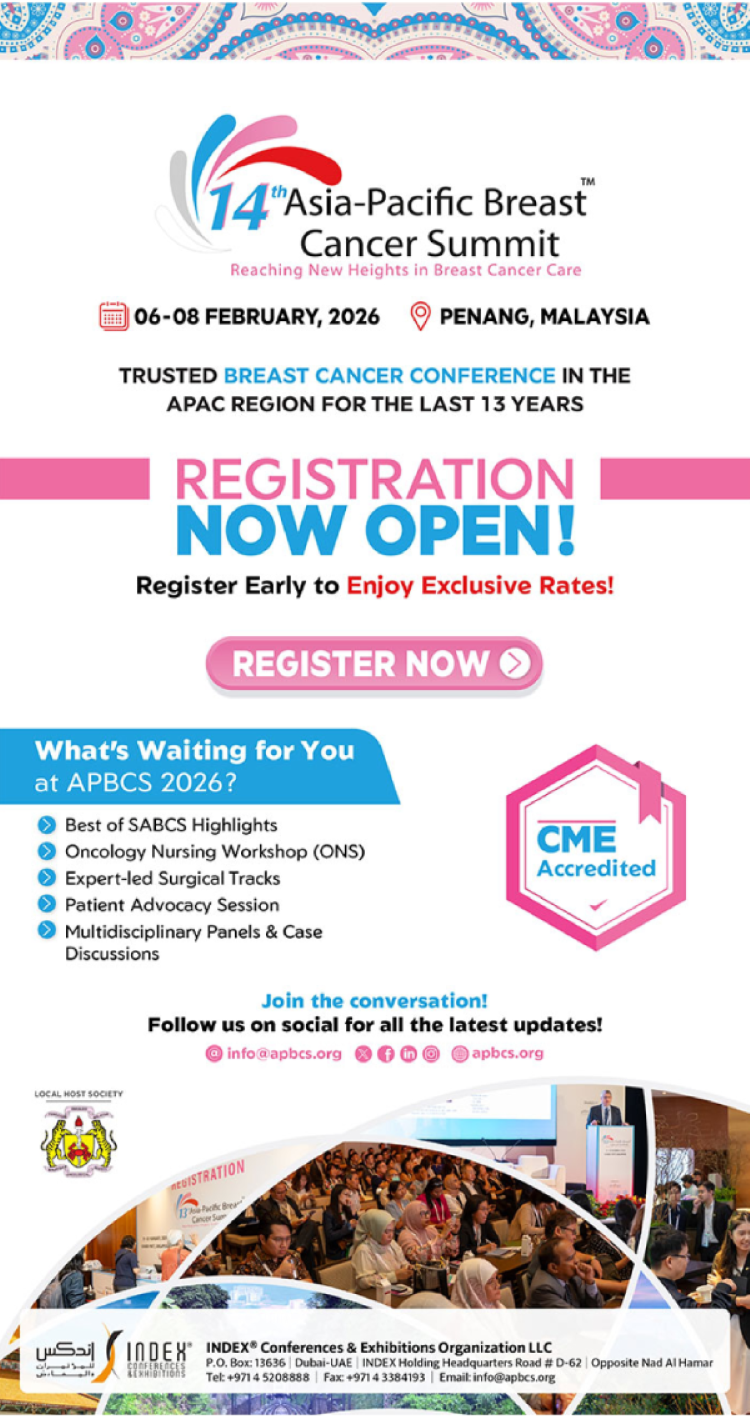 14th Asia-Pacific Breast™
Cancer Summit
Reaching New Heights in Breast Cancer Care
06-08 FEBRUARY, 2026 PENANG, MALAYSIA
TRUSTED BREAST CANCER CONFERENCE IN THE
APAC REGION FOR THE LAST 13 YEARS
REGISTRATION
NOW OPEN!
Register Early to Enjoy Exclusive Rates!
REGISTER NOW
What's Waiting for You
at APBCS 2026?
Best of SABCS Highlights
Oncology Nursing Workshop (ONS)
Expert-led Surgical Tracks
Patient Advocacy Session
Multidisciplinary Panels & Case
Discussions
CME
Accredited
Join the conversation!
Follow us on social for all the latest updates!
info@apbcs.org apbcs.org
LOCAL HOST SOCIETY
REGISTRATION
13th Asia-Pacific Breast
Cancer
اندكس
للمؤتمرات
والمعارض
INDEX®
CONFERENCES
& EXHIBITIONS
INDEX® Conferences & Exhibitions Organization LLC
P.O. Box: 13636 | Dubai-UAE | INDEX Holding Headquarters Road # D-62 | Opposite Nad Al Hamar
Tel: +971 4 5208888 | Fax: +971 4 3384193 | Email: info@apbcs.org